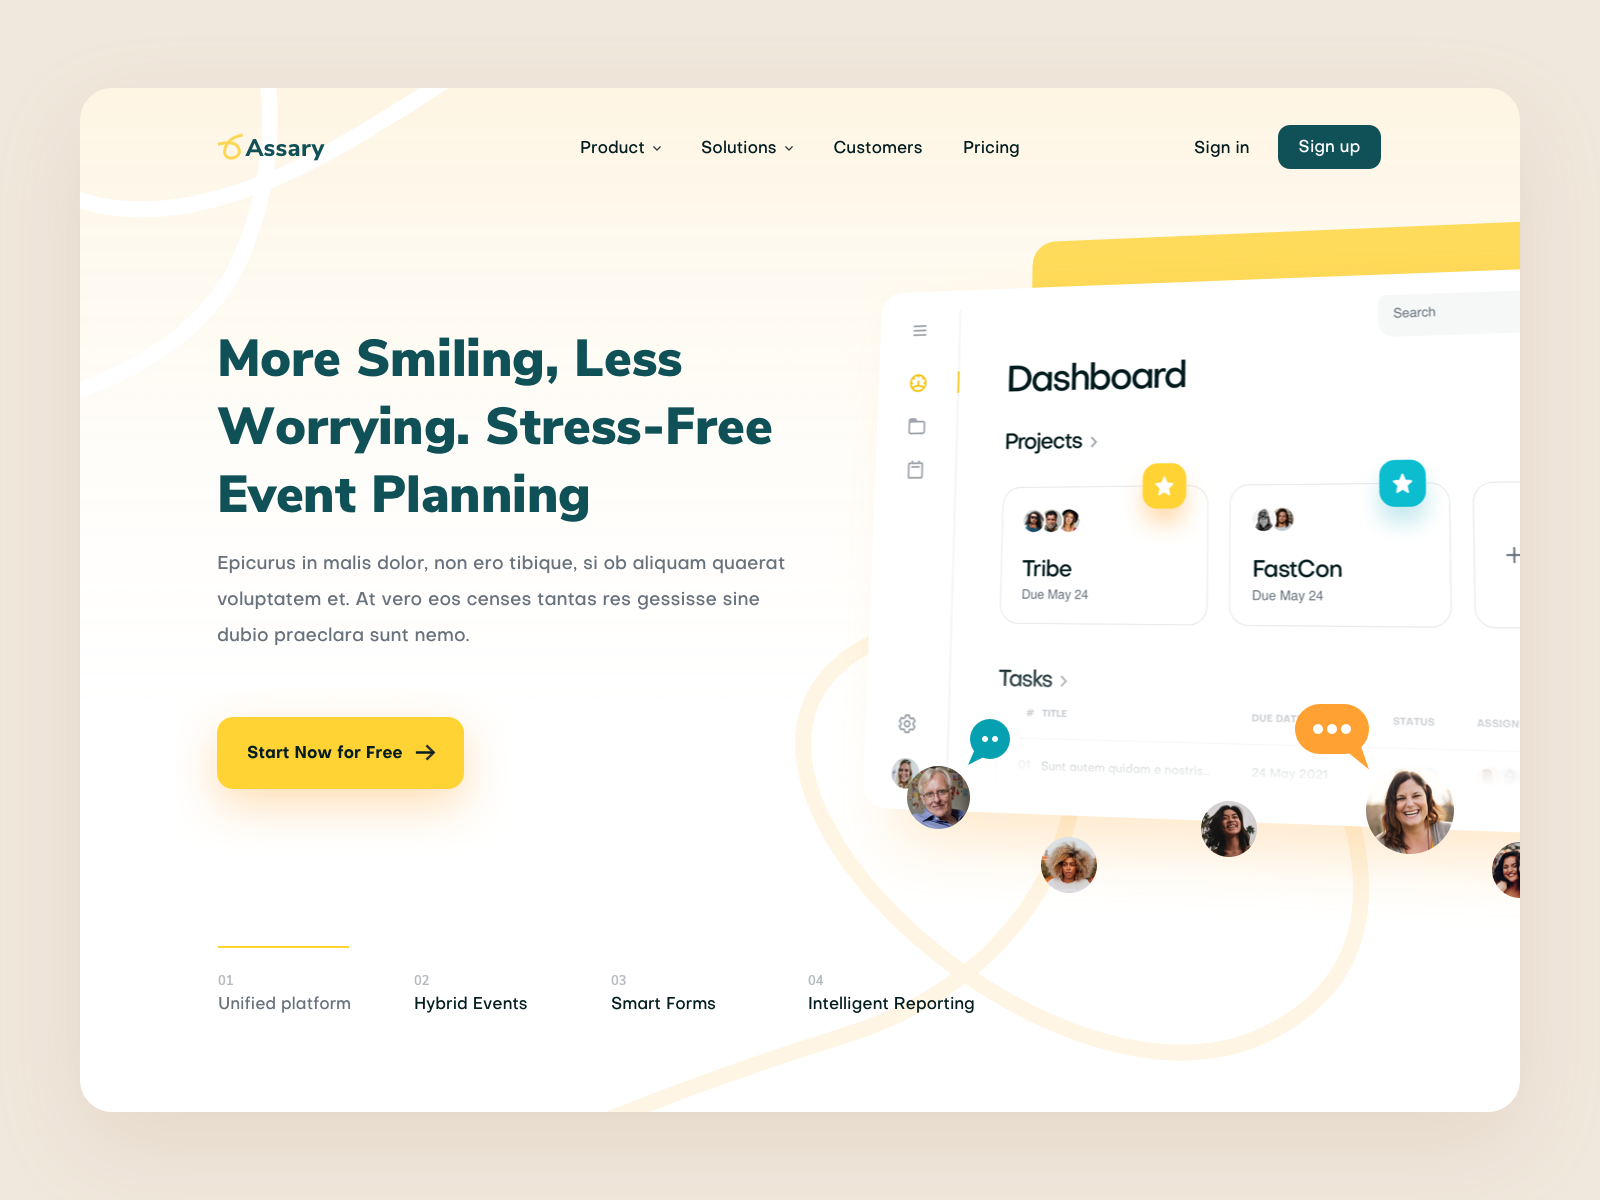 Assary
Product
Solutions
Customers
Pricing
Sign in
Sign up
More Smiling, Less
Worrying. Stress-Free
Event Planning
Epicurus in malis dolor, non ero tibique, si ob aliquam quaerat
voluptatem et. At vero eos censes tantas res gessisse sine
dubio praeclara sunt nemo.
Start Now for Free
Search
Dashboard
Projects
Tribe
Due May 24
FastCon
Due May 24
Tasks
# TITLE
DUE DAT
STATUS
ASSIGN
01 Sunt autem quidam e nostris...
24 May 2021
01
Unified platform
02
Hybrid Events
03
Smart Forms
04
Intelligent Reporting